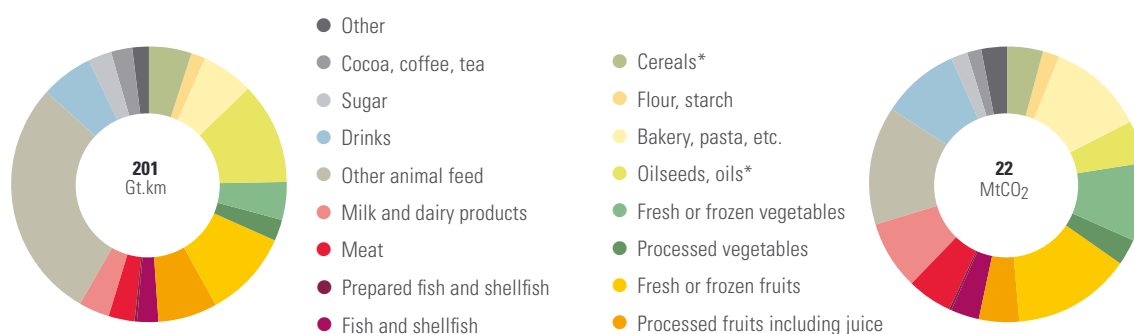 201
Gt.km
Other
Cocoa, coffee, tea
Sugar
Drinks
Other animal feed
Milk and dairy products
Meat
Prepared fish and shellfish
Fish and shellfish
Cereals*
Flour, starch
Bakery, pasta, etc.
Oilseeds, oils*
Fresh or frozen vegetables
Processed vegetables
Fresh or frozen fruits
Processed fruits including juice
22
MtCO₂